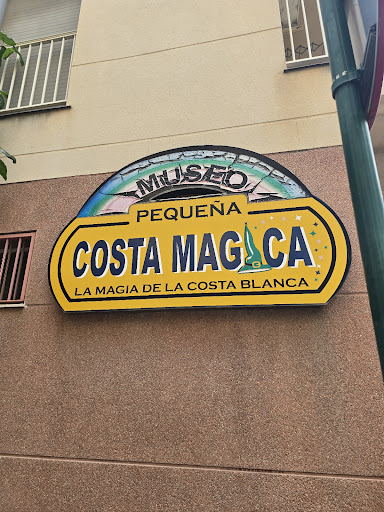 MUSEO
PEQUEÑA
COSTA MAGICA
LA MAGIA DE LA COSTA BLANCA